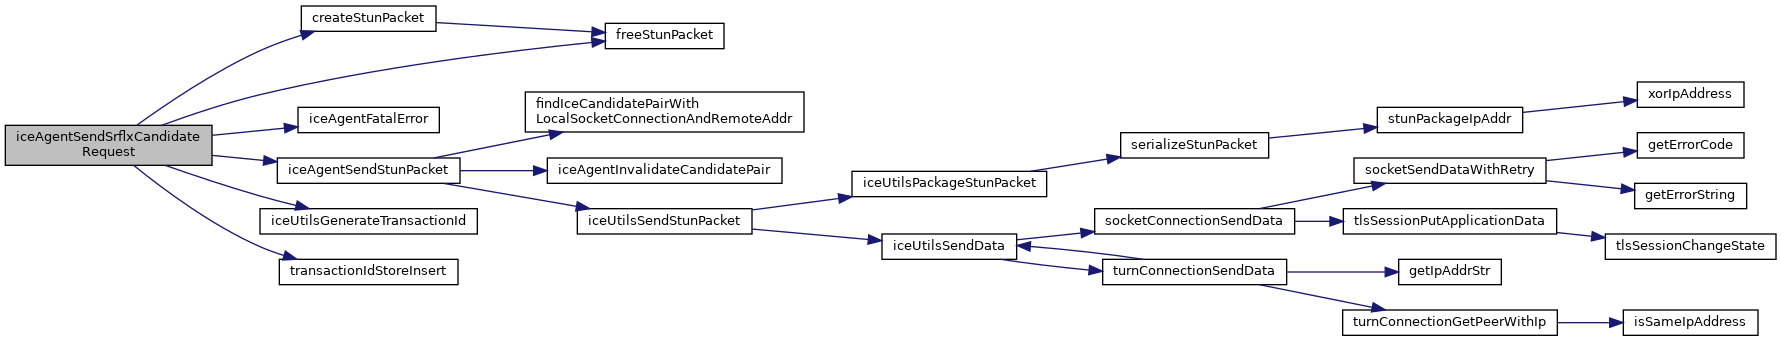 iceAgentSendSrflxCandidate
Request
createStunPacket
freeStunPacket
iceAgentFatalError
iceAgentSendStunPacket
findIceCandidatePairWith
LocalSocketConnectionAndRemoteAddr
iceAgentInvalidateCandidatePair
iceUtilsSendStunPacket
iceUtilsPackageStunPacket
serializeStunPacket
stunPackageIpAddr
xorIpAddress
iceUtilsSendData
socketConnectionSendData
socketSendDataWithRetry
getErrorCode
getErrorString
tlsSessionPutApplicationData
tlsSessionChangeState
turnConnectionSendData
getIpAddrStr
turnConnectionGetPeerWithIp
isSameIpAddress
iceUtilsGenerateTransactionId
transactionIdStoreInsert